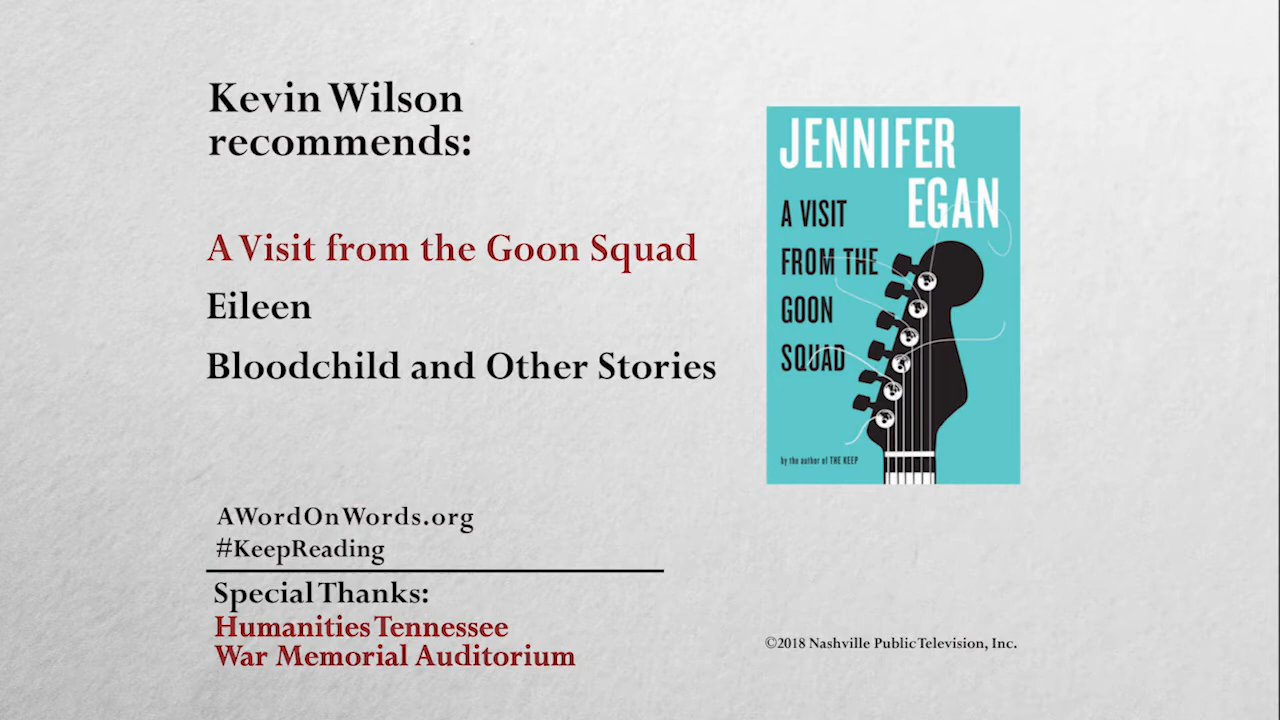 Kevin Wilson
recommends:
A Visit from the Goon Squad
Eileen
Bloodchild and Other Stories
JENNIFER
EGAN
A VISIT
FROM THE
GOON
SQUAD
by the author of THE KEEP
AWordOnWords.org
#KeepReading
Special Thanks:
Humanities Tennessee
War Memorial Auditorium
©2018 Nashville Public Television, Inc.